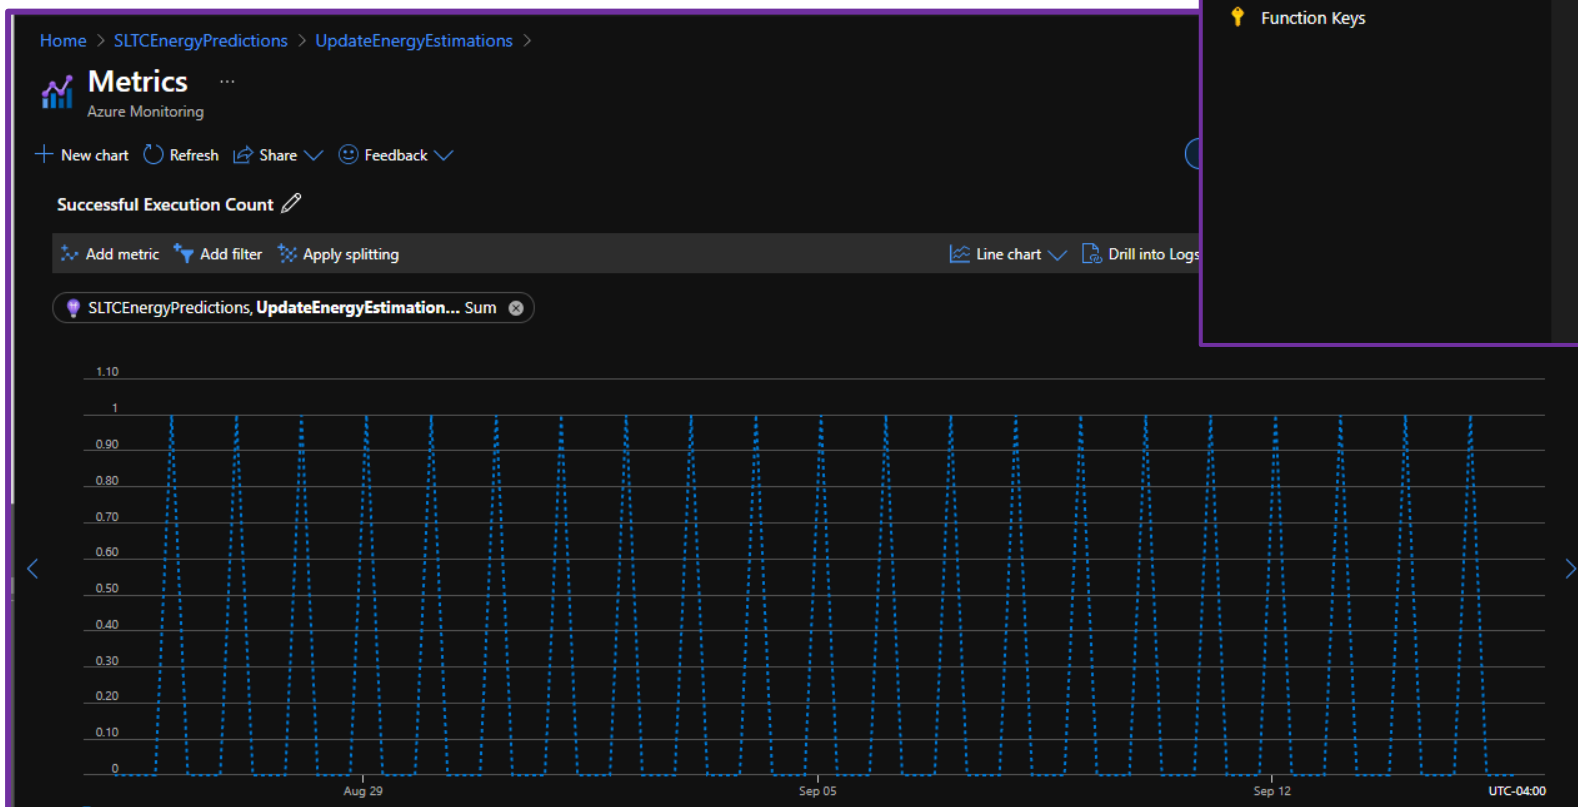 Function Keys
Home > SLTCEnergyPredictions > UpdateEnergyEstimations >
Metrics ...
Azure Monitoring
New chart Refresh Share Feedback
Successful Execution Count
Add metric Add filter Apply splitting Line chart Drill into Logs
SLTCEnergyPredictions, UpdateEnergyEstimation... Sum
1.10
1
0.90
0.80
0.70
0.60
0.50
0.40
0.30
0.20
0.10
0
Aug 29 Sep 05 Sep 12 UTC-04:00